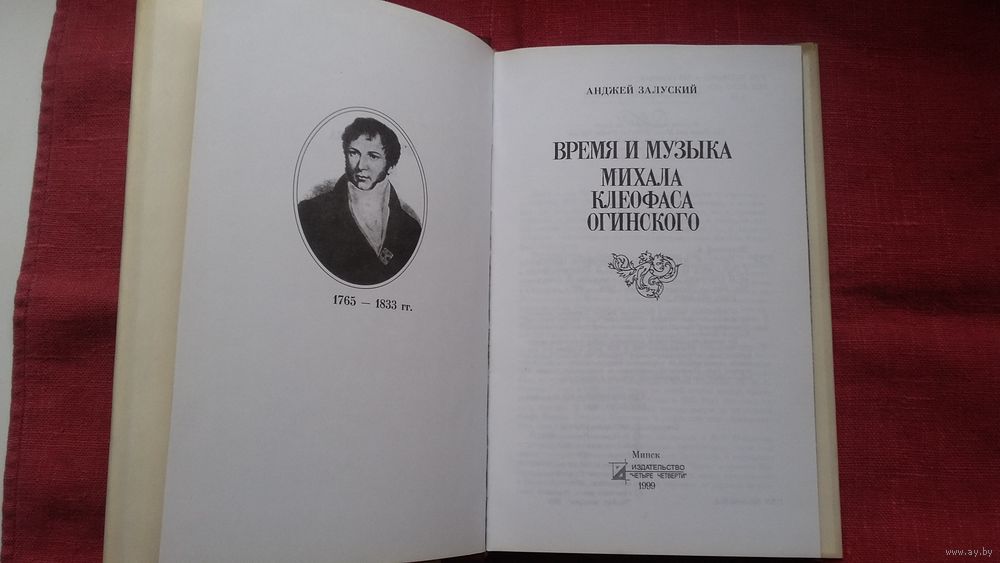 1765 — 1833 гг.
АНДЖЕЙ ЗАЛУСКИЙ
ВРЕМЯ И МУЗЫКА
МИХАЛА
КЛЕОФАСА
ОГИНСКОГО
Минск
ИЗДАТЕЛЬСТВО
"ЧЕТЫРЕ ЧЕТВЕРТИ"
1999
www.ay.by